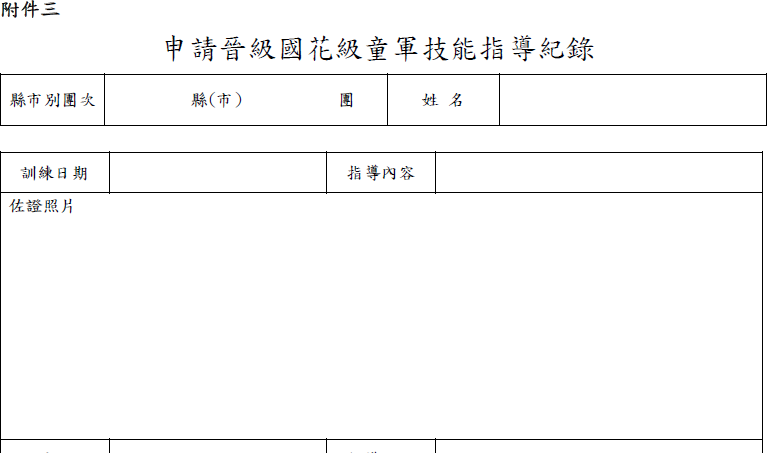 附件三
申請晉級國花級童軍技能指導紀錄
縣市別團次 縣(市) 團 姓 名
訓練日期 指導內容
佐證照片